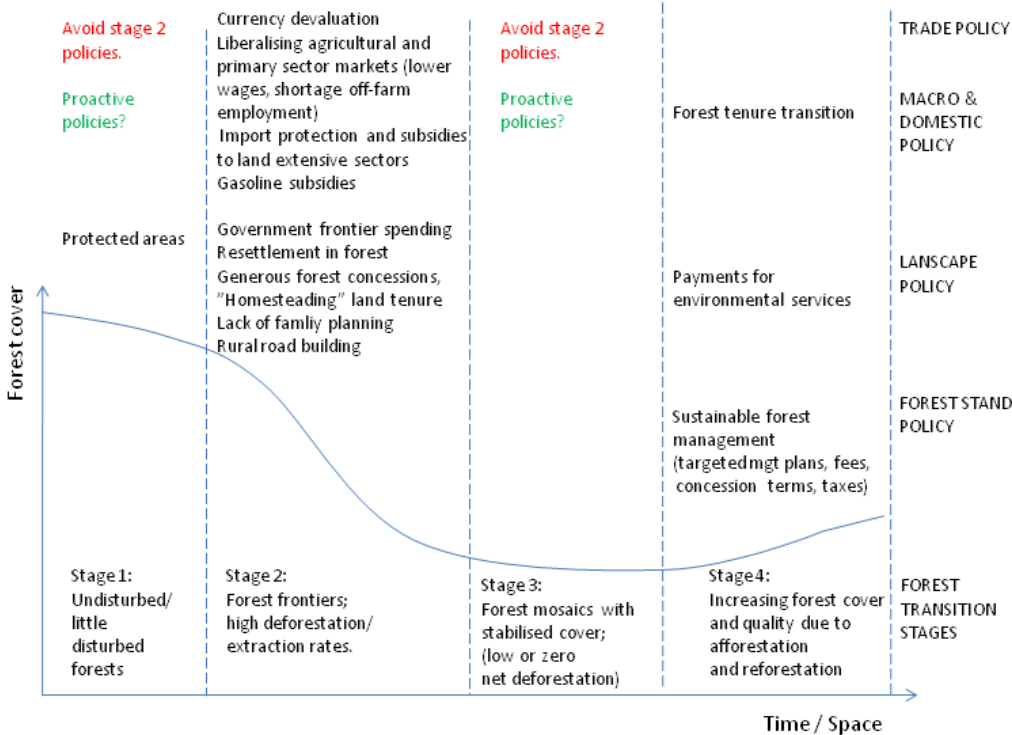 Avoid stage 2
policies.
Proactive
policies?
Protected areas
Currency devaluation
Liberalising agricultural and
primary sector markets (lower
wages, shortage off-farm
employment)
Import protection and subsidies
to land extensive sectors
Gasoline subsidies
Government frontier spending
Resettlement in forest
Generous forest concessions,
”Homesteading” land tenure
Lack of famliy planning
Rural road building
Avoid stage 2
policies.
Proactive
policies?
Forest tenure transition
Payments for
environmental services
Sustainable forest
management
(targeted mgt plans, fees,
concession terms, taxes)
TRADE POLICY
MACRO &
DOMESTIC
POLICY
LANSCAPE
POLICY
FOREST STAND
POLICY
FOREST
TRANSITION
STAGES
Forest cover
Stage 1:
Undisturbed/
little
disturbed
forests
Stage 2:
Forest frontiers;
high deforestation/
extraction rates.
Stage 3:
Forest mosaics with
stabilised cover;
(low or zero
net deforestation)
Stage 4:
Increasing forest cover
and quality due to
afforestation
and reforestation
Time / Space